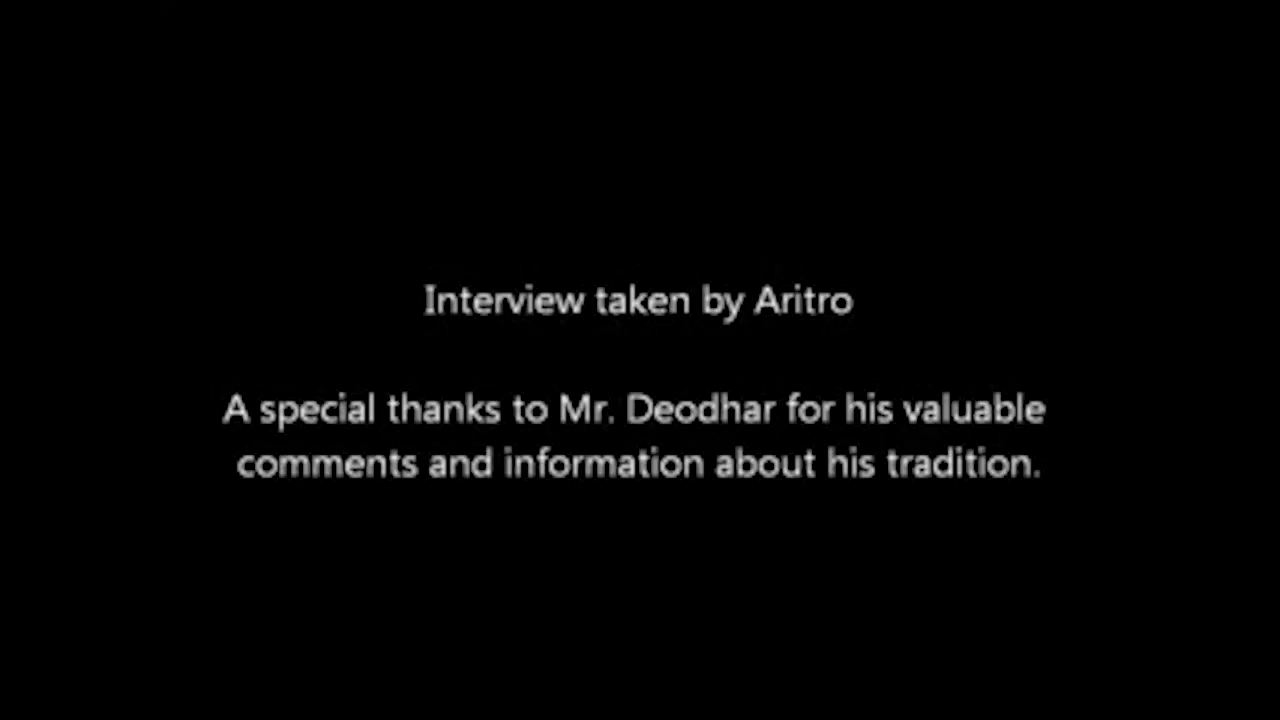 Interview taken by Aritro
A special thanks to Mr. Deodhar for his valuable
comments and information about his tradition.